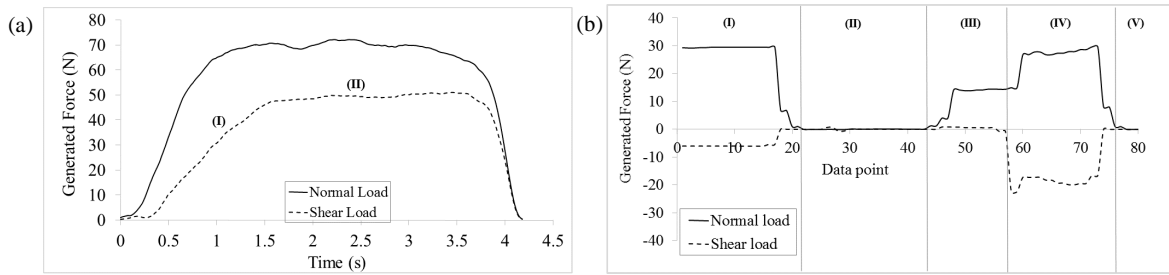 (a)
80
70
60
50
40
30
20
10
0
Generated Force (N)
(I)
(II)
Normal Load
Shear Load
0
0.5
1
1.5
2
2.5
3
3.5
4
4.5
Time (s)
(b)
40
30
20
10
0
-10
-20
-30
-40
Generated Force (N)
(I)
(II)
(III)
(IV)
(V)
0
10
20
30
40
50
60
70
80
Data point
Normal load
Shear load